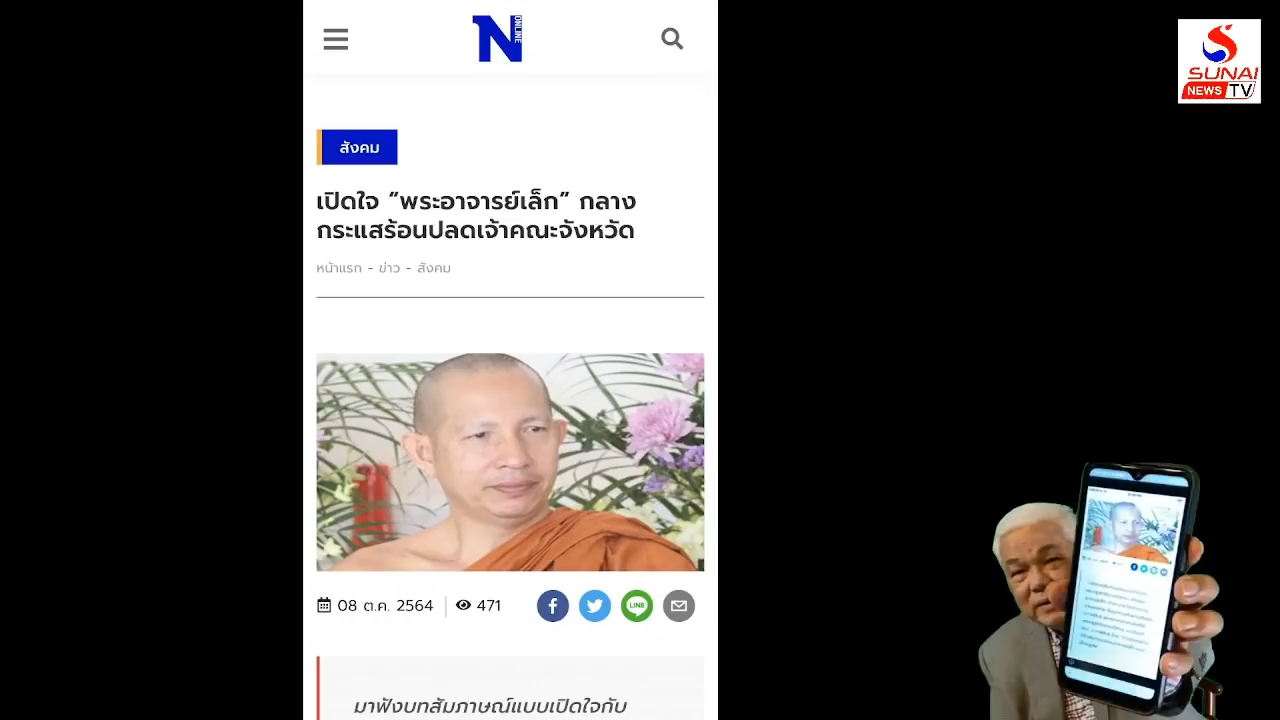 N ONLINE
SUNAI
NEWS TV
สังคม
เปิดใจ “พระอาจารย์เล็ก” กลาง
กระแสร้อนปลดเจ้าคณะจังหวัด
หน้าแรก - ข่าว - สังคม
08 ต.ค. 2564 471
LINE
มาฟังบทสัมภาษณ์แบบเปิดใจกับ